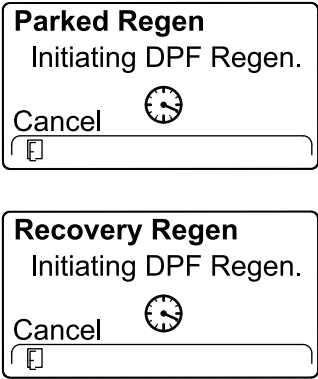 Parked Regen
Initiating DPF Regen.
Cancel
Recovery Regen
Initiating DPF Regen.
Cancel